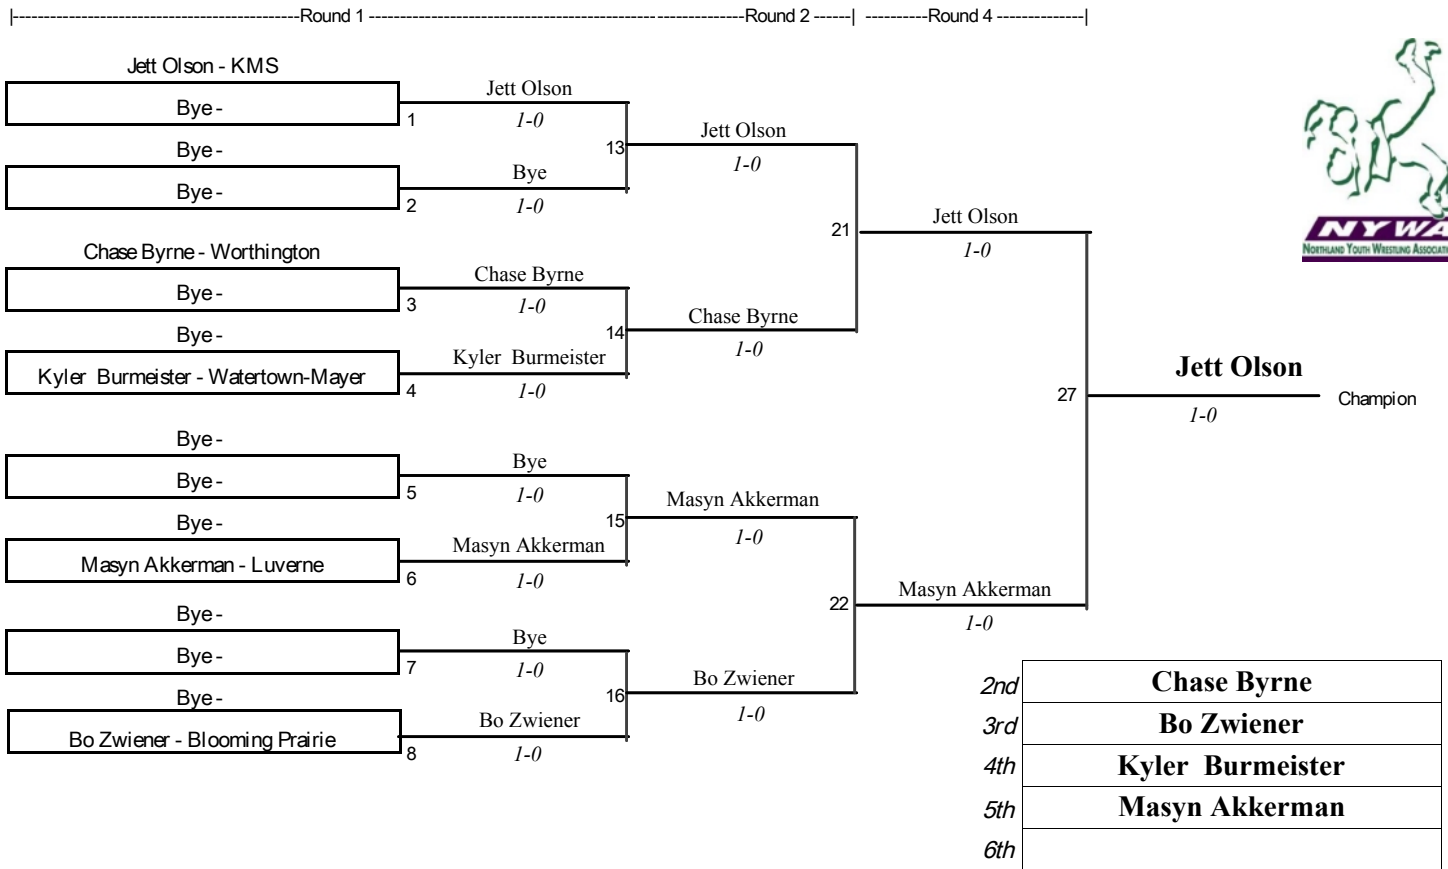 |------------------------------------------Round 1 ------------------------------------------------------Round 2 ------| ----------Round 4 --------------|
Jett Olson - KMS
Bye -
1
Bye -
Bye -
2
Chase Byrne - Worthington
Bye -
3
Bye -
Kyler Burmeister - Watertown-Mayer
4
Bye -
Bye -
5
Bye -
Masyn Akkerman - Luverne
6
Bye -
Bye -
7
Bye -
Bo Zwiener - Blooming Prairie
8
Jett Olson
1-0
13
Bye
1-0
Chase Byrne
1-0
14
Kyler Burmeister
1-0
Bye
1-0
15
Masyn Akkerman
1-0
Bye
1-0
16
Bo Zwiener
1-0
Jett Olson
1-0
21
Chase Byrne
1-0
Masyn Akkerman
1-0
22
Bo Zwiener
1-0
Jett Olson
1-0
27
Masyn Akkerman
1-0
Jett Olson
1-0
Champion
NYWA
NORTHLAND YOUTH WRESTLING
2nd Chase Byrne
3rd Bo Zwiener
4th Kyler Burmeister
5th Masyn Akkerman
6th